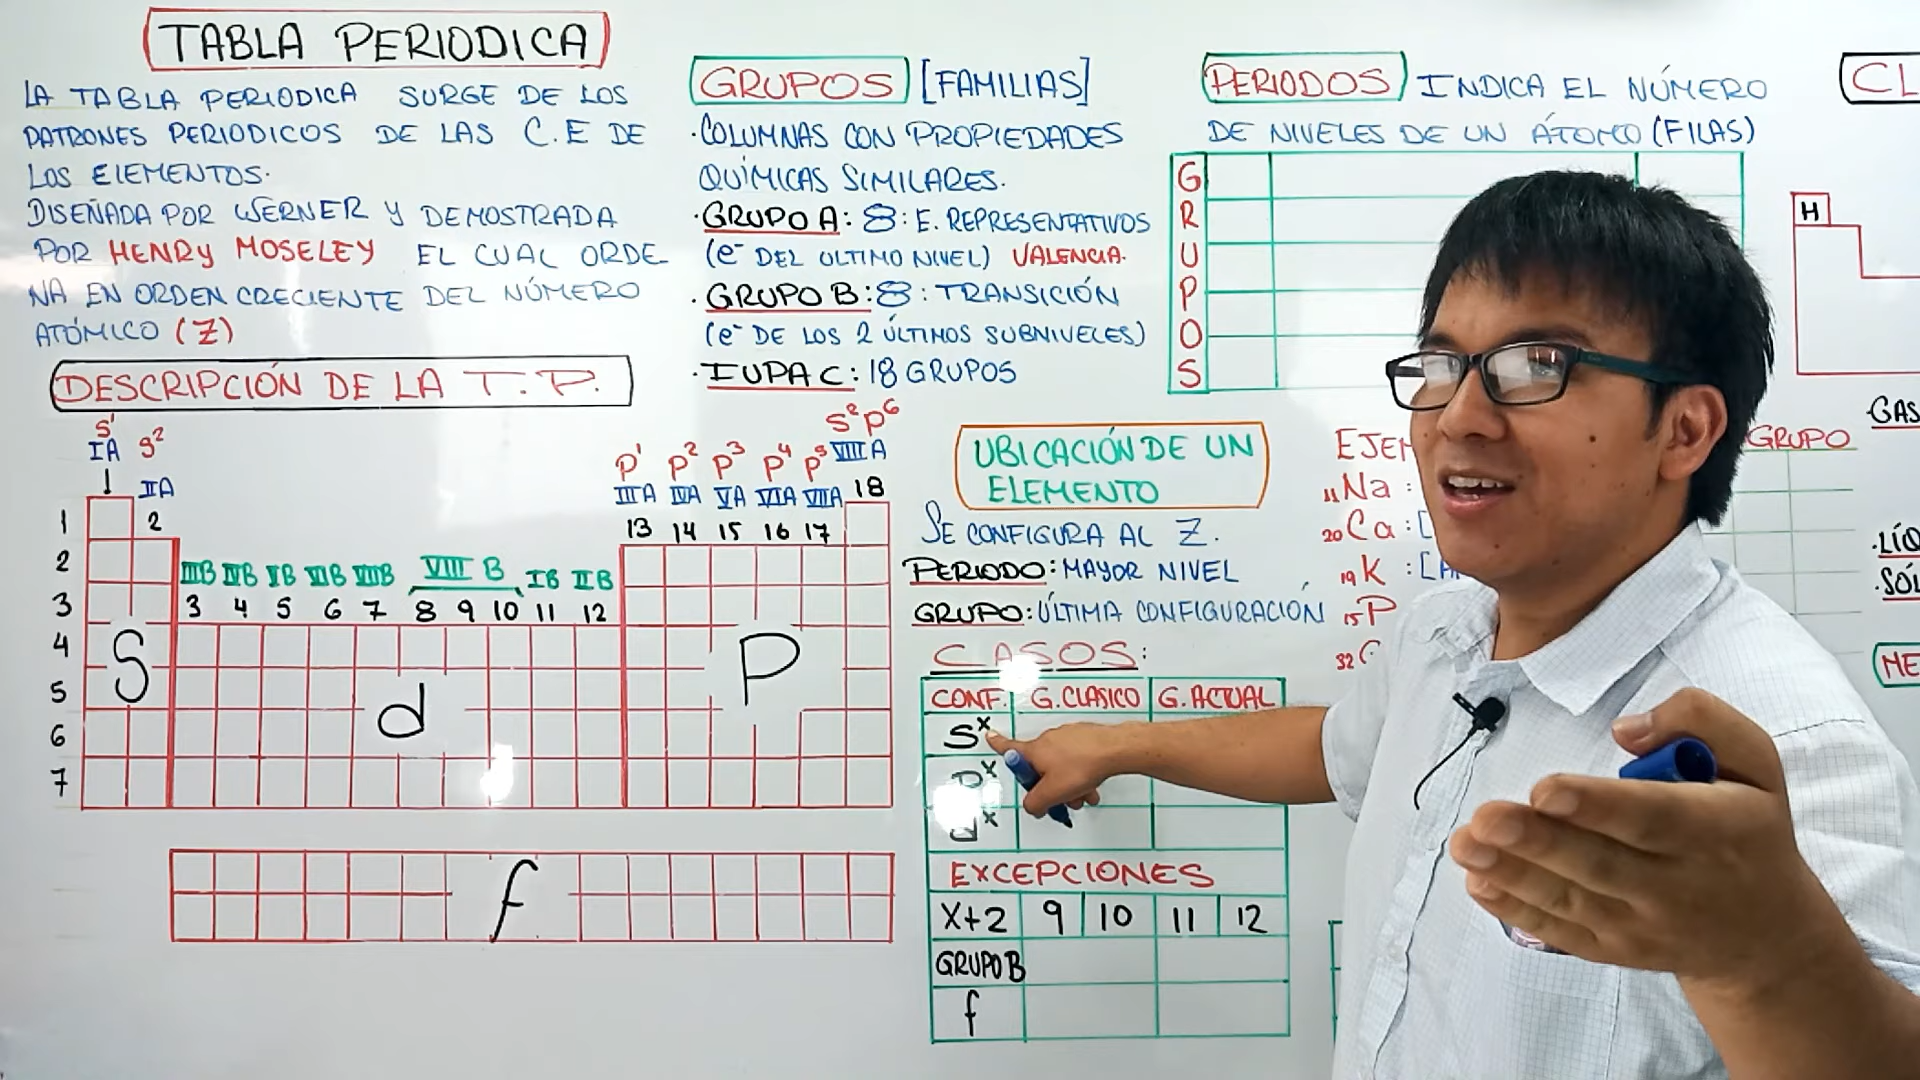 TABLA PERIODICA
LA TABLA PERIODICA SURGE DE LOS
PATRONES PERIODICOS DE LAS C.E DE
LOS ELEMENTOS.
DISEÑADA POR WERNER Y DEMOSTRADA
POR HENRY MOSELEY EL CUAL ORDE-
NA EN ORDEN CRECIENTE DEL NÚMERO
ATÓMICO (Z)
DESCRIPCIÓN DE LA T.P.
S¹
IA S²
IIA
1 2 3 4 5 6 7
2
IIIB IVB VB VIB VIIB VIII B IB IIB
3 4 5 6 7 8 9 10 11 12
S²P⁶
P¹ P² P³ P⁴ P⁵ VIIIA
IIIA IVA VA VIA VIIA 18
13 14 15 16 17
S
d
P
f
GRUPOS [FAMILIAS]
·COLUMNAS CON PROPIEDADES
QUÍMICAS SIMILARES.
·GRUPO A: 8: E. REPRESENTATIVOS
(e⁻ DEL ULTIMO NIVEL) VALENCIA.
·GRUPO B: 8: TRANSICIÓN
(e⁻ DE LOS 2 ÚLTIMOS SUBNIVELES)
·IUPAC: 18 GRUPOS
UBICACIÓN DE UN
ELEMENTO
SE CONFIGURA AL Z.
PERIODO: MAYOR NIVEL
GRUPO: ÚLTIMA CONFIGURACIÓN
CASOS:
CONF. G. CLASICO G. ACTUAL
Sˣ
Pˣ
EXCEPCIONES
X+2 9 10 11 12
GRUPO B
f
PERIODOS INDICA EL NÚMERO
DE NIVELES DE UN ÁTOMO (FILAS)
GRUPOS
GRUPO
₁₁Na :
₂₀Ca : [
₁₉K :
₁₅P
₃₂
H